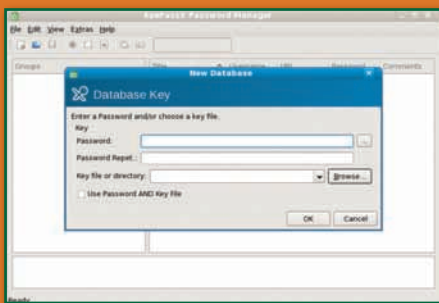 KeePassX Password Manager
File Edit View Extras Help
Groups Title Username URL Password Comments
New Database
Database Key
Enter a Password and/or choose a key file.
Key
Password:
Password Repet.:
Key file or directory: Browse...
Use Password AND Key File
OK Cancel
Ready